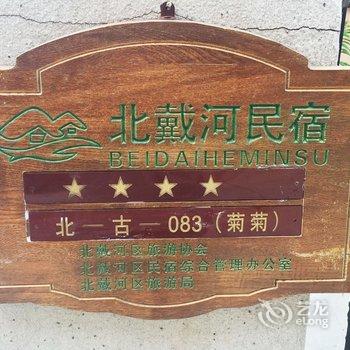 北戴河民宿
BEIDAIHEMINSU
★ ★ ★ ★
北一古一083（菊菊）
北戴河区旅游协会
北戴河区民宿综合管理办公室
北戴河区旅游局
艺龙
eLong